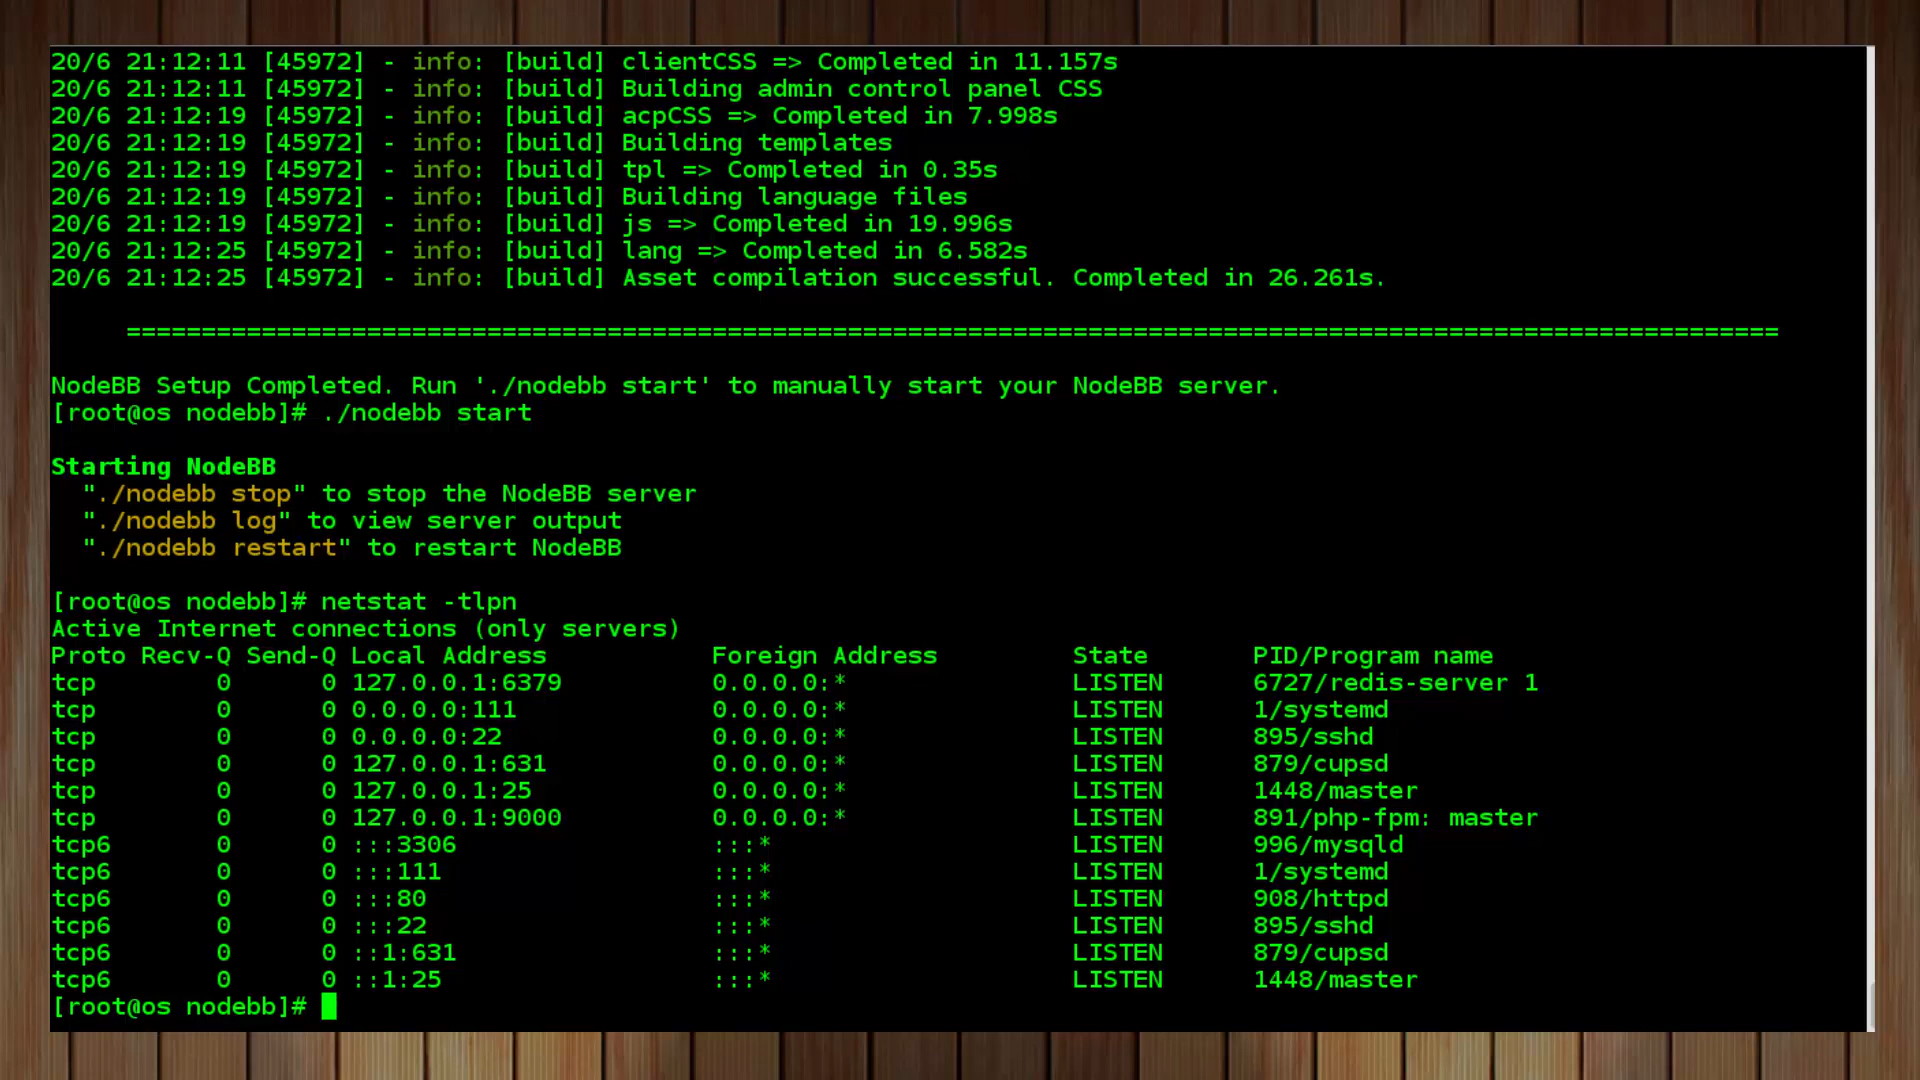 20/6 21:12:11 [45972] - info: [build] clientCSS => Completed in 11.157s
20/6 21:12:11 [45972] - info: [build] Building admin control panel CSS
20/6 21:12:19 [45972] - info: [build] acpCSS => Completed in 7.998s
20/6 21:12:19 [45972] - info: [build] Building templates
20/6 21:12:19 [45972] - info: [build] tpl => Completed in 0.35s
20/6 21:12:19 [45972] - info: [build] Building language files
20/6 21:12:19 [45972] - info: [build] js => Completed in 19.996s
20/6 21:12:25 [45972] - info: [build] lang => Completed in 6.582s
20/6 21:12:25 [45972] - info: [build] Asset compilation successful. Completed in 26.261s.
==============================================================================================================
NodeBB Setup Completed. Run './nodebb start' to manually start your NodeBB server.
[root@os nodebb]# ./nodebb start
Starting NodeBB
"./nodebb stop" to stop the NodeBB server
"./nodebb log" to view server output
"./nodebb restart" to restart NodeBB
[root@os nodebb]# netstat -tlpn
Active Internet connections (only servers)
Proto Recv-Q Send-Q Local Address Foreign Address State PID/Program name
tcp 0 0 127.0.0.1:6379 0.0.0.0:* LISTEN 6727/redis-server 1
tcp 0 0 0.0.0.0:111 0.0.0.0:* LISTEN 1/systemd
tcp 0 0 0.0.0.0:22 0.0.0.0:* LISTEN 895/sshd
tcp 0 0 127.0.0.1:631 0.0.0.0:* LISTEN 879/cupsd
tcp 0 0 127.0.0.1:25 0.0.0.0:* LISTEN 1448/master
tcp 0 0 127.0.0.1:9000 0.0.0.0:* LISTEN 891/php-fpm: master
tcp6 0 0 :::3306 :::* LISTEN 996/mysqld
tcp6 0 0 :::111 :::* LISTEN 1/systemd
tcp6 0 0 :::80 :::* LISTEN 908/httpd
tcp6 0 0 :::22 :::* LISTEN 895/sshd
tcp6 0 0 ::1:631 :::* LISTEN 879/cupsd
tcp6 0 0 ::1:25 :::* LISTEN 1448/master
[root@os nodebb]#